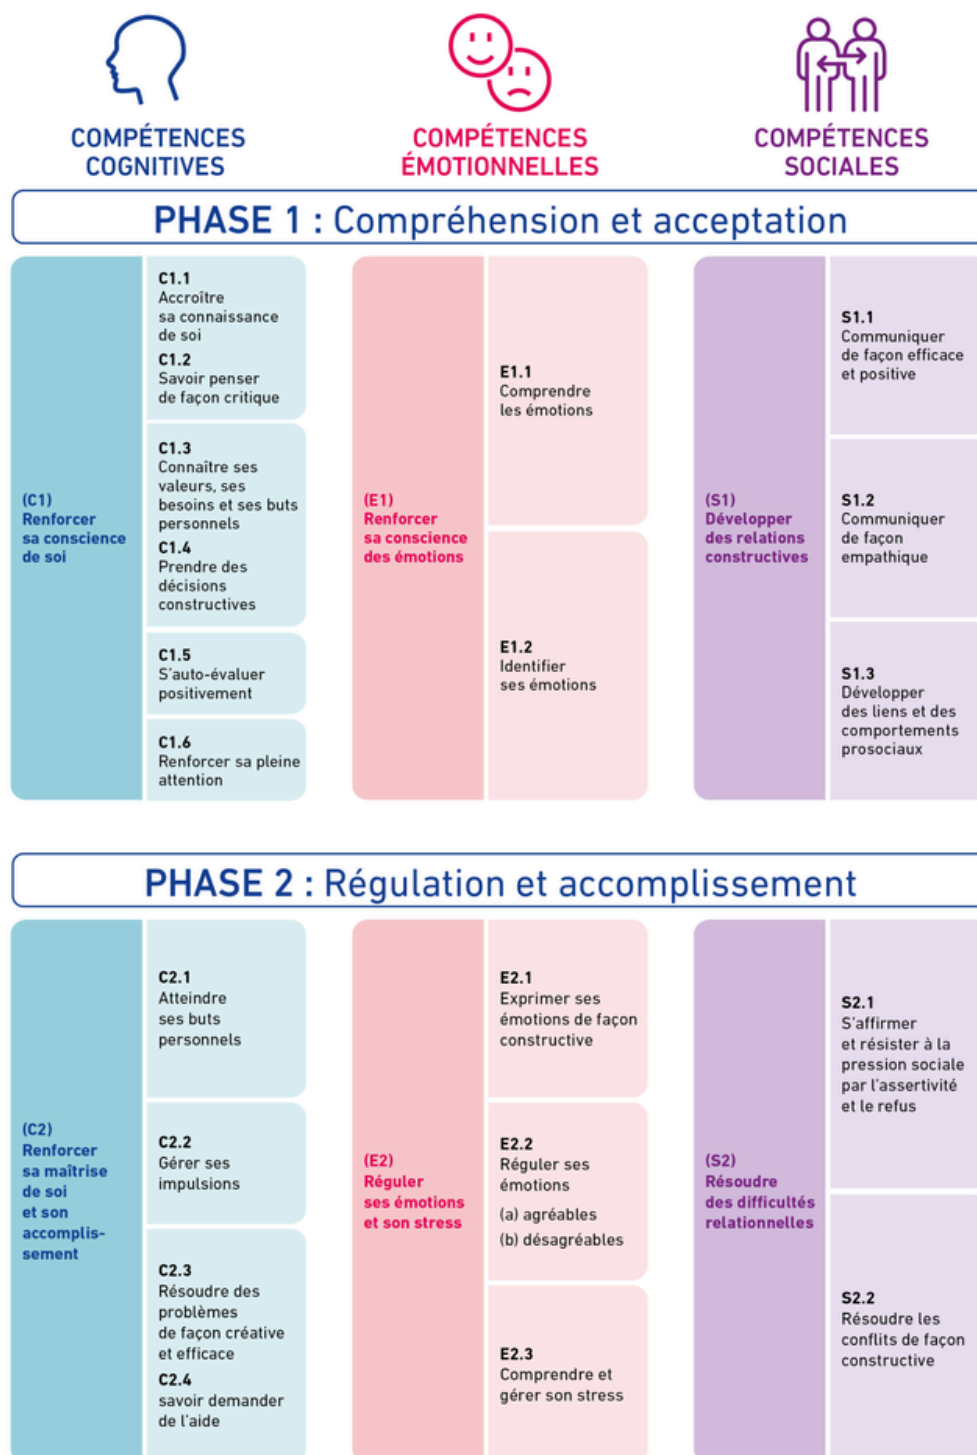 COMPÉTENCES
COGNITIVES
COMPÉTENCES
ÉMOTIONNELLES
COMPÉTENCES
SOCIALES
PHASE 1 : Compréhension et acceptation
(C1)
Renforcer
sa conscience
de soi
C1.1
Accroître
sa connaissance
de soi
C1.2
Savoir penser
de façon critique
C1.3
Connaître ses
valeurs, ses
besoins et ses buts
personnels
C1.4
Prendre des
décisions
constructives
C1.5
S'auto-évaluer
positivement
C1.6
Renforcer sa pleine
attention
(E1)
Renforcer
sa conscience
des émotions
E1.1
Comprendre
les émotions
E1.2
Identifier
ses émotions
(S1)
Développer
des relations
constructives
S1.1
Communiquer
de façon efficace
et positive
S1.2
Communiquer
de façon
empathique
S1.3
Développer
des liens et des
comportements
prosociaux
PHASE 2 : Régulation et accomplissement
(C2)
Renforcer
sa maîtrise
de soi
et son
accomplis-
sement
C2.1
Atteindre
ses buts
personnels
C2.2
Gérer ses
impulsions
C2.3
Résoudre des
problèmes
de façon créative
et efficace
C2.4
savoir demander
de l'aide
(E2)
Réguler
ses émotions
et son stress
E2.1
Exprimer ses
émotions de façon
constructive
E2.2
Réguler ses
émotions
(a) agréables
(b) désagréables
E2.3
Comprendre et
gérer son stress
(S2)
Résoudre
des difficultés
relationnelles
S2.1
S'affirmer
et résister à la
pression sociale
par l'assertivité
et le refus
S2.2
Résoudre les
conflits de façon
constructive